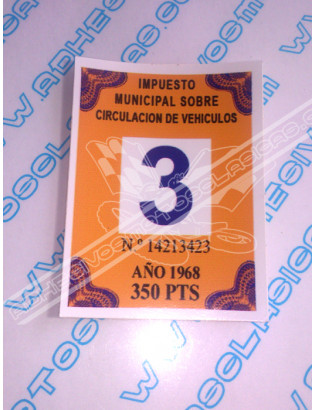 IMPUESTO
MUNICIPAL SOBRE
CIRCULACION DE VEHICULOS
3
Nº 14213423
AÑO 1968
350 PTS